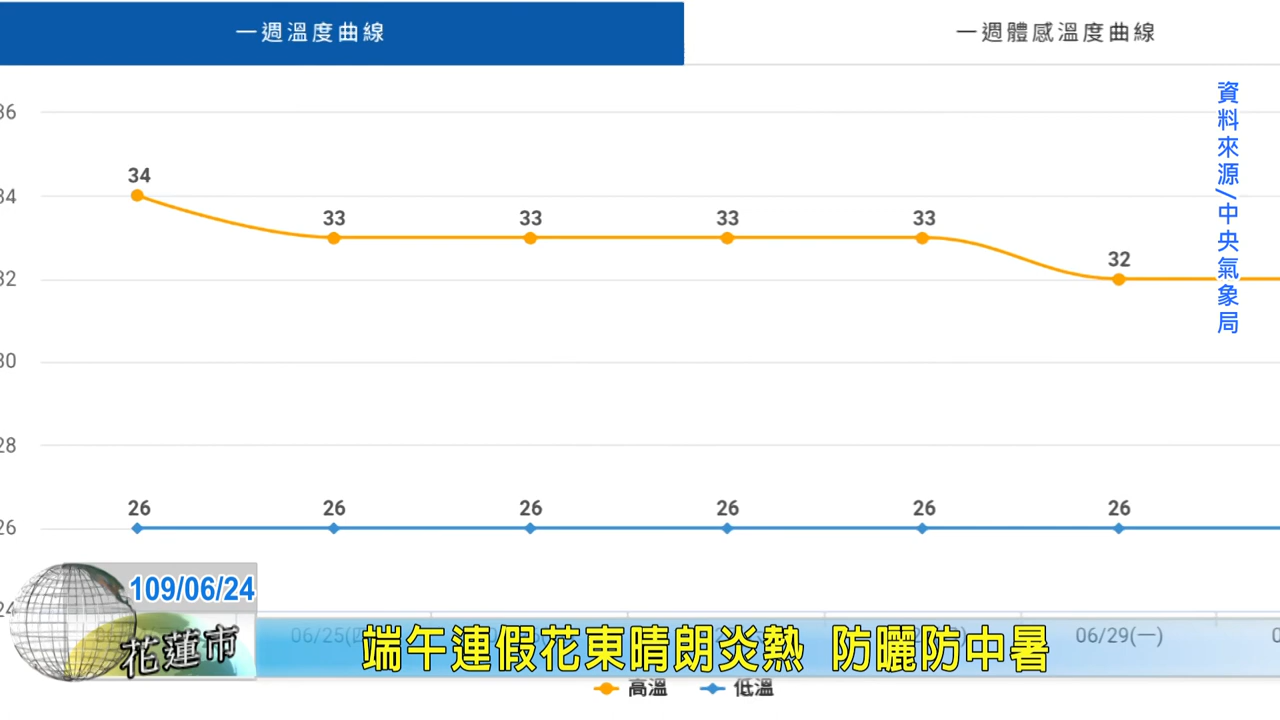 一週溫度曲線
一週體感溫度曲線
資料來源/中央氣象局
36
34
32
30
28
26
24
34
33
33
33
33
32
26
26
26
26
26
26
109/06/24
花蓮市
06/25(四
06/29(一)
端午連假花東晴朗炎熱 防曬防中暑
高溫
低溫